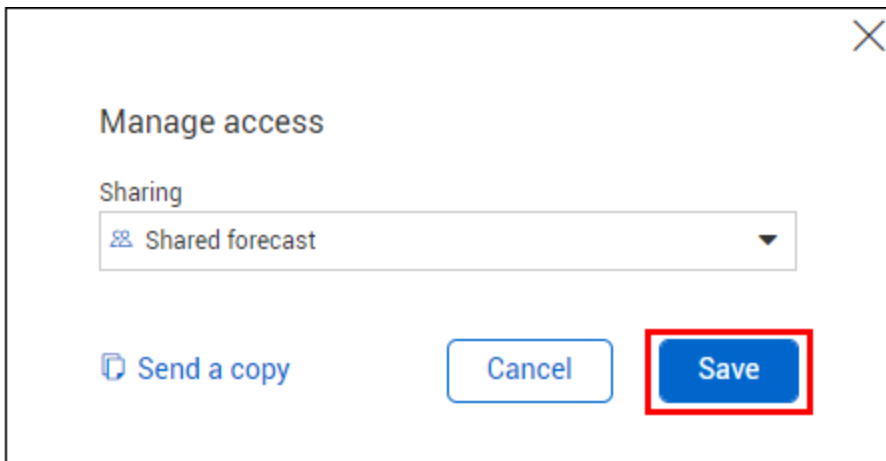 Manage access
Sharing
Shared forecast
Send a copy
Cancel
Save